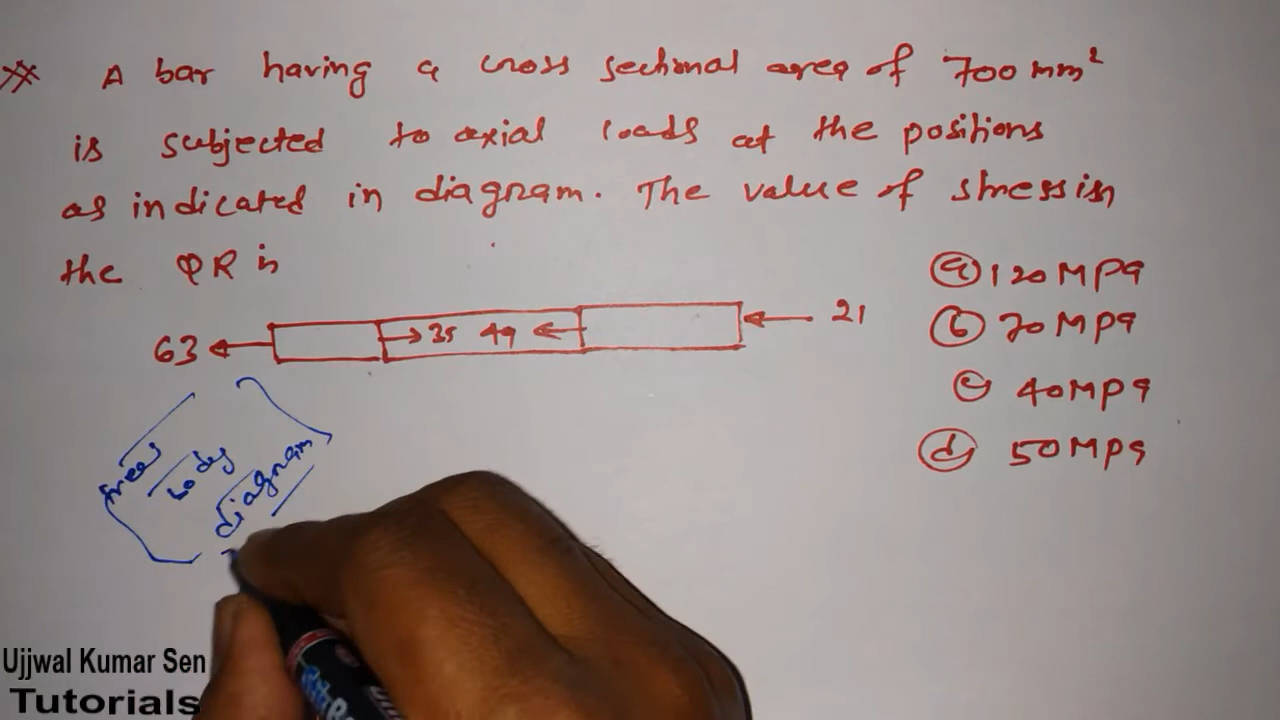 A bar having a cross sectional area of 700 mm²
is subjected to axial loads at the positions
as indicated in diagram. The value of stress in
the QR is
63 35 49 21
ⓐ 120 MPa
ⓑ 70 MPa
ⓒ 40 MPa
ⓓ 50 MPa
free
body
diagram
Ujjwal Kumar Sen
Tutorials